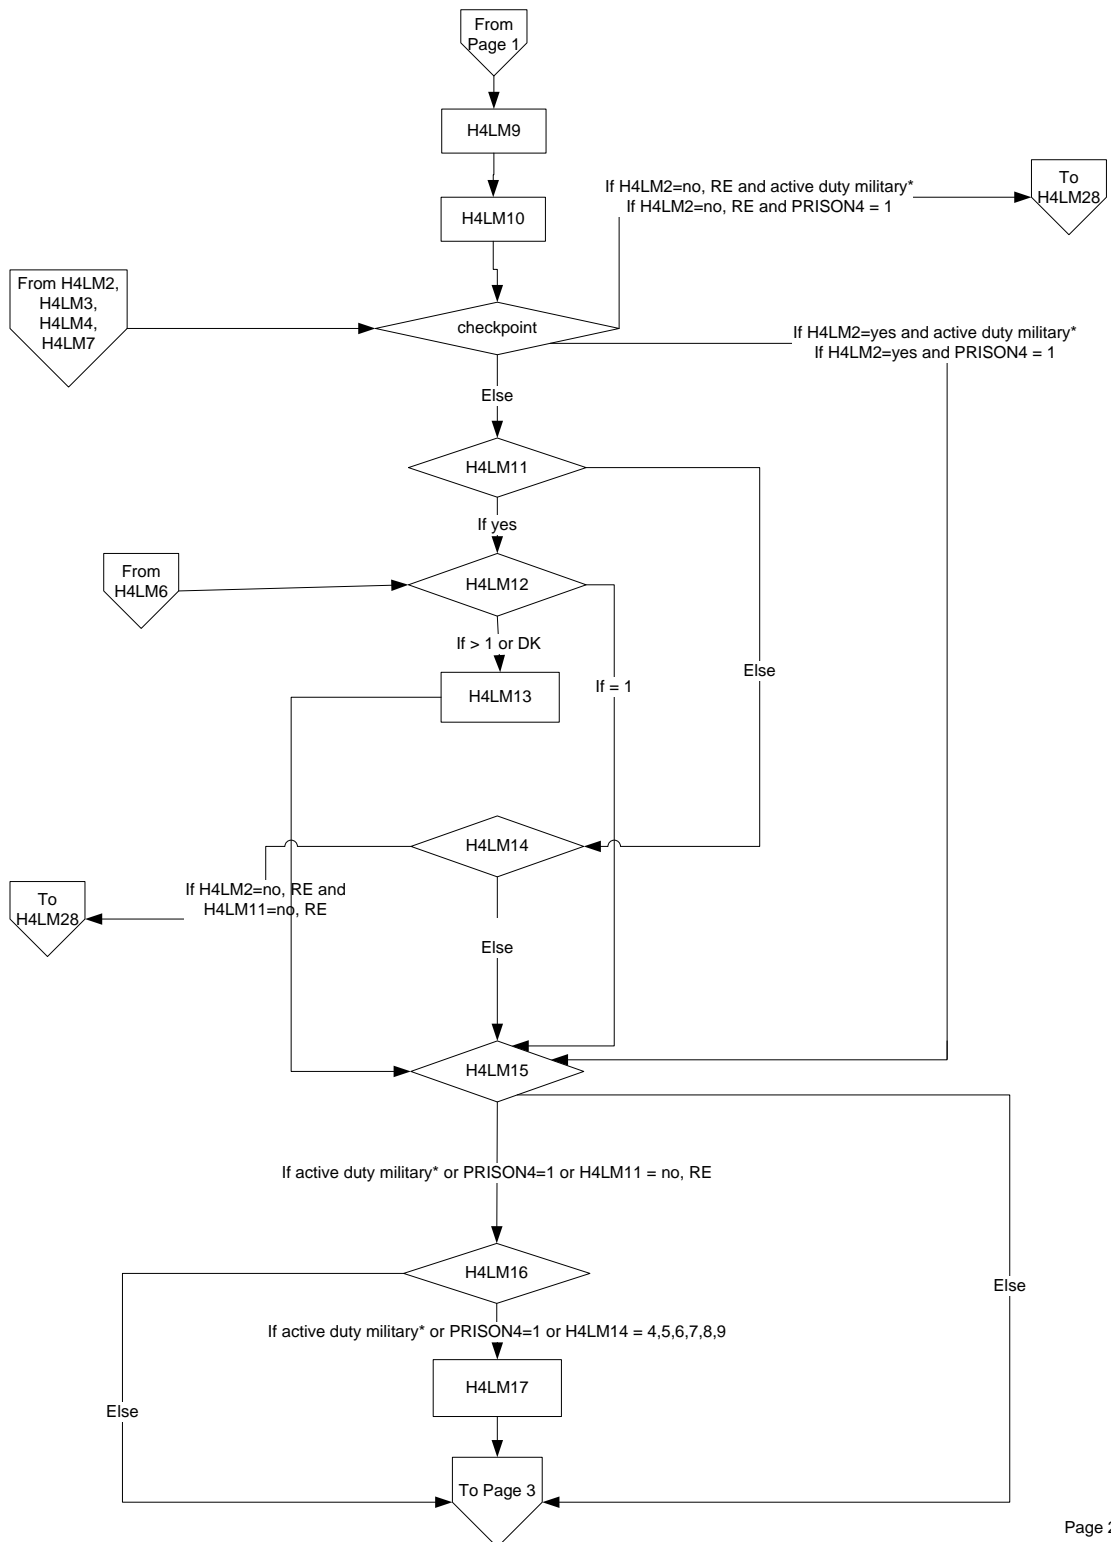 From
Page 1
H4LM9
H4LM10
If H4LM2=no, RE and active duty military*
If H4LM2=no, RE and PRISON4 = 1
To
H4LM28
From H4LM2,
H4LM3,
H4LM4,
H4LM7
checkpoint
If H4LM2=yes and active duty military*
If H4LM2=yes and PRISON4 = 1
Else
H4LM11
If yes
From
H4LM6
H4LM12
If > 1 or DK
Else
If = 1
H4LM13
H4LM14
If H4LM2=no, RE and
H4LM11=no, RE
To
H4LM28
Else
H4LM15
If active duty military* or PRISON4=1 or H4LM11 = no, RE
H4LM16
Else
If active duty military* or PRISON4=1 or H4LM14 = 4,5,6,7,8,9
H4LM17
Else
To Page 3
Page 2